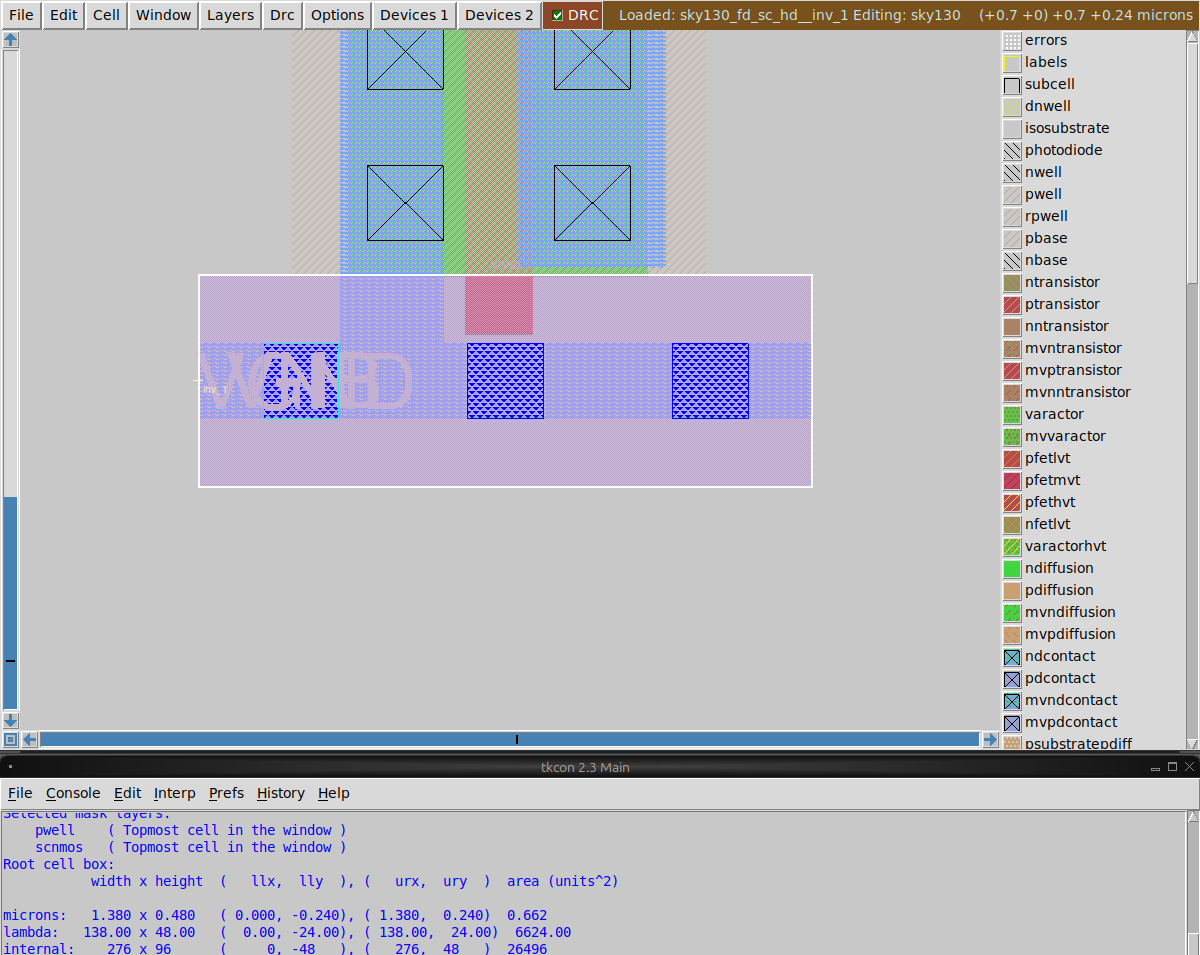 File Edit Cell Window Layers Drc Options Devices 1 Devices 2 DRC Loaded: sky130_fd_sc_hd__inv_1 Editing: sky130 (+0.7 +0) +0.7 +0.24 microns
errors
labels
subcell
dnwell
isosubstrate
photodiode
nwell
pwell
rpwell
pbase
nbase
ntransistor
ptransistor
nntransistor
mvntransistor
mvptransistor
mvnntransistor
varactor
mvvaractor
pfetlvt
pfetmvt
pfethvt
nfetlvt
varactorhvt
ndiffusion
pdiffusion
mvndiffusion
mvpdiffusion
ndcontact
pdcontact
mvndcontact
mvpdcontact
psubstratepdiff
inv_1
tkcon 2.3 Main
File Console Edit Interp Prefs History Help
Selected mask layers:
pwell ( Topmost cell in the window )
scnmos ( Topmost cell in the window )
Root cell box:
width x height ( llx, lly ), ( urx, ury ) area (units^2)
microns: 1.380 x 0.480 ( 0.000, -0.240), ( 1.380, 0.240) 0.662
lambda: 138.00 x 48.00 ( 0.00, -24.00), ( 138.00, 24.00) 6624.00
internal: 276 x 96 ( 0, -48 ), ( 276, 48 ) 26496